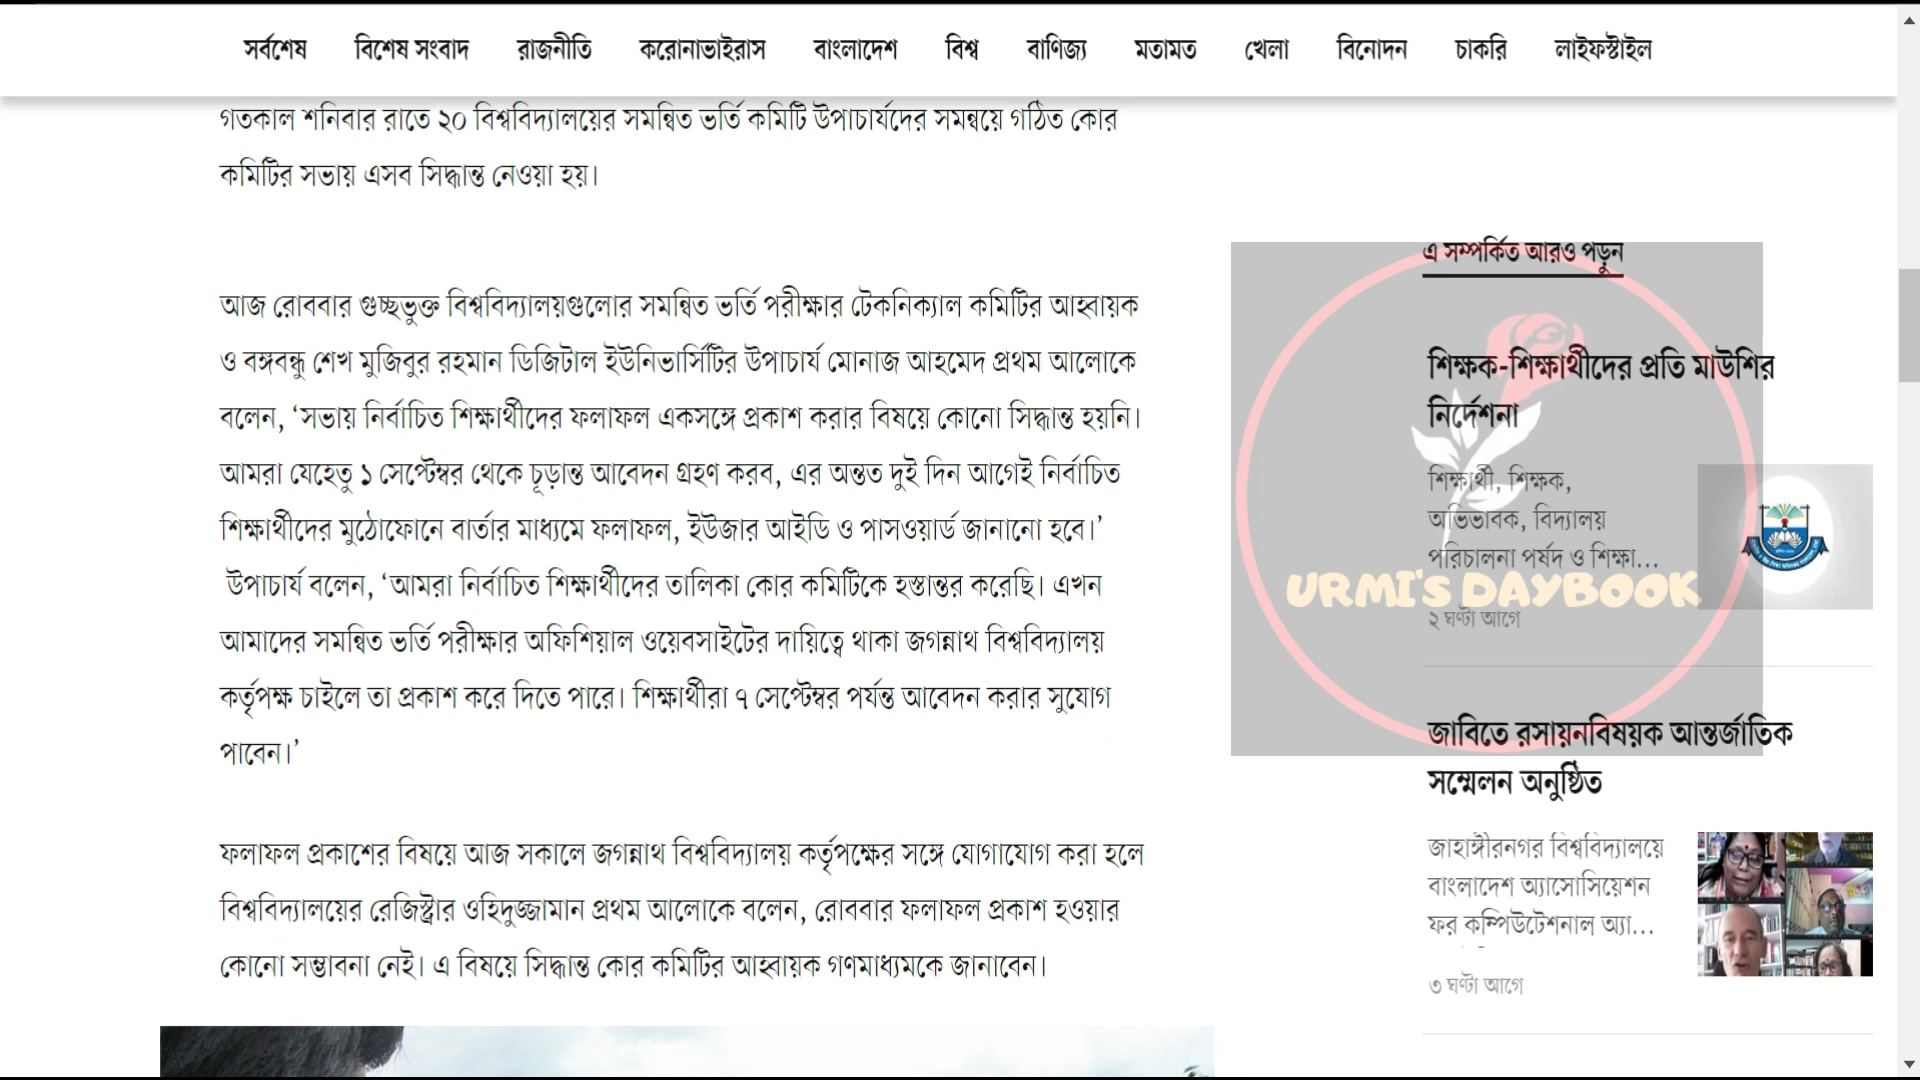 সর্বশেষ বিশেষ সংবাদ রাজনীতি করোনাভাইরাস বাংলাদেশ বিশ্ব বাণিজ্য মতামত খেলা বিনোদন চাকরি লাইফস্টাইল
গতকাল শনিবার রাতে ২০ বিশ্ববিদ্যালয়ের সমন্বিত ভর্তি কমিটি উপাচার্যদের সমন্বয়ে গঠিত কোর
কমিটির সভায় এসব সিদ্ধান্ত নেওয়া হয়।
আজ রোববার গুচ্ছভুক্ত বিশ্ববিদ্যালয়গুলোর সমন্বিত ভর্তি পরীক্ষার টেকনিক্যাল কমিটির আহ্বায়ক
ও বঙ্গবন্ধু শেখ মুজিবুর রহমান ডিজিটাল ইউনিভার্সিটির উপাচার্য মোনাজ আহমেদ প্রথম আলোকে
বলেন, ‘সভায় নির্বাচিত শিক্ষার্থীদের ফলাফল একসঙ্গে প্রকাশ করার বিষয়ে কোনো সিদ্ধান্ত হয়নি।
আমরা যেহেতু ১ সেপ্টেম্বর থেকে চূড়ান্ত আবেদন গ্রহণ করব, এর অন্তত দুই দিন আগেই নির্বাচিত
শিক্ষার্থীদের মুঠোফোনে বার্তার মাধ্যমে ফলাফল, ইউজার আইডি ও পাসওয়ার্ড জানানো হবে।’
উপাচার্য বলেন, ‘আমরা নির্বাচিত শিক্ষার্থীদের তালিকা কোর কমিটিকে হস্তান্তর করেছি। এখন
আমাদের সমন্বিত ভর্তি পরীক্ষার অফিশিয়াল ওয়েবসাইটের দায়িত্বে থাকা জগন্নাথ বিশ্ববিদ্যালয়
কর্তৃপক্ষ চাইলে তা প্রকাশ করে দিতে পারে। শিক্ষার্থীরা ৭ সেপ্টেম্বর পর্যন্ত আবেদন করার সুযোগ
পাবেন।’
ফলাফল প্রকাশের বিষয়ে আজ সকালে জগন্নাথ বিশ্ববিদ্যালয় কর্তৃপক্ষের সঙ্গে যোগাযোগ করা হলে
বিশ্ববিদ্যালয়ের রেজিস্ট্রার ওহিদুজ্জামান প্রথম আলোকে বলেন, রোববার ফলাফল প্রকাশ হওয়ার
কোনো সম্ভাবনা নেই। এ বিষয়ে সিদ্ধান্ত কোর কমিটির আহ্বায়ক গণমাধ্যমকে জানাবেন।
এ সম্পর্কিত আরও পড়ুন
শিক্ষক-শিক্ষার্থীদের প্রতি মাউশির
নির্দেশনা
শিক্ষার্থী, শিক্ষক,
অভিভাবক, বিদ্যালয়
পরিচালনা পর্ষদ ও শিক্ষা...
URMI'S DAYBOOK
২ ঘণ্টা আগে
জাবিতে রসায়নবিষয়ক আন্তর্জাতিক
সম্মেলন অনুষ্ঠিত
জাহাঙ্গীরনগর বিশ্ববিদ্যালয়ে
বাংলাদেশ অ্যাসোসিয়েশন
ফর কম্পিউটেশনাল অ্যা...
৩ ঘণ্টা আগে